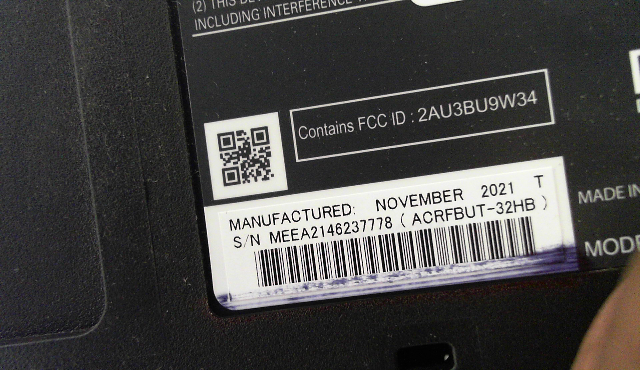 (2) THIS DE
INCLUDING INTERFERENCE
Contains FCC ID : 2AU3BU9W34
MANUFACTURED: NOVEMBER 2021 T
S/N MEEA2146237778 ( ACRFBUT-32HB )
MADE IN
MODE